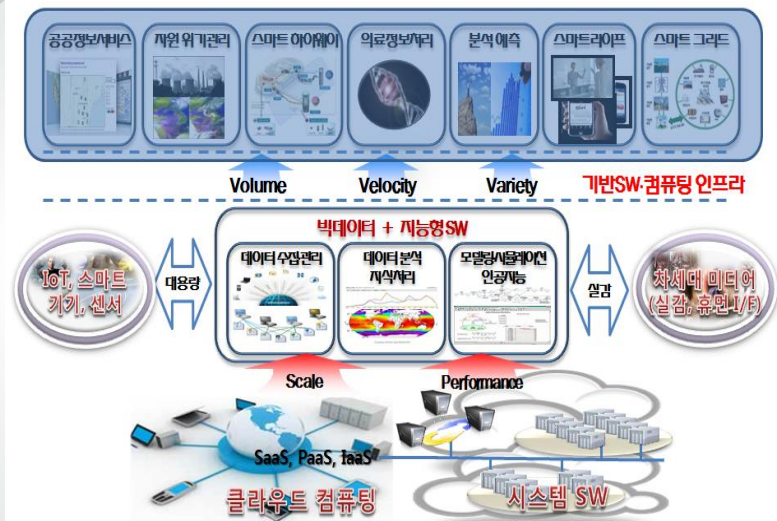 공공정보서비스
자원 위기관리
스마트 하이웨이
의료정보처리
분석 예측
스마트라이프
스마트 그리드
Volume
Velocity
Variety
기반SW·컴퓨팅 인프라
빅데이터 + 지능형SW
데이터 수집관리
데이터 분석
지식처리
모델링시뮬레이션
인공지능
IoT, 스마트
기기, 센서
대용량
실감
차세대 미디어
(실감, 휴먼 I/F)
Scale
Performance
SaaS, PaaS, IaaS
클라우드 컴퓨팅
시스템 SW